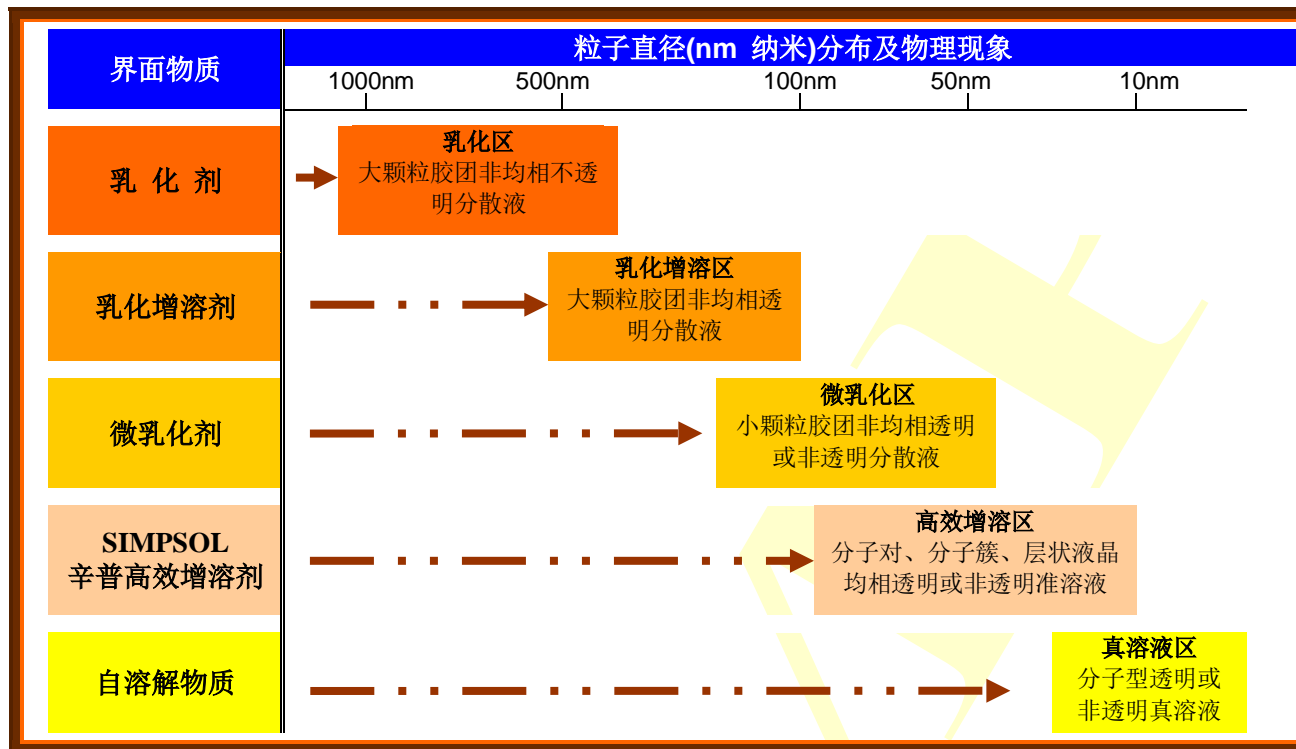 界面物质
粒子直径(nm 纳米)分布及物理现象
1000nm 500nm 100nm 50nm 10nm
乳 化 剂
乳化区
大颗粒胶团非均相不透
明分散液
乳化增溶剂
乳化增溶区
大颗粒胶团非均相透
明分散液
微乳化剂
微乳化区
小颗粒胶团非均相透明
或非透明分散液
SIMPSOL
辛普高效增溶剂
高效增溶区
分子对、分子簇、层状液晶
均相透明或非透明准溶液
自溶解物质
真溶液区
分子型透明或
非透明真溶液